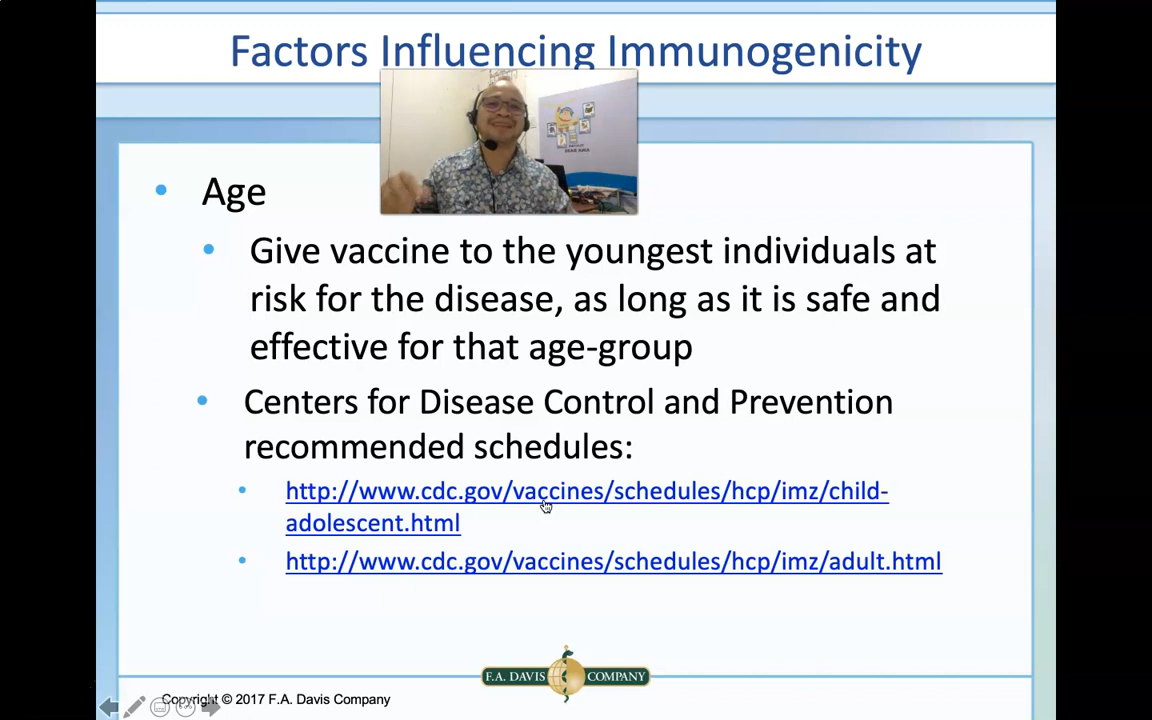 Factors Influencing Immunogenicity
• Age
• Give vaccine to the youngest individuals at
risk for the disease, as long as it is safe and
effective for that age-group
• Centers for Disease Control and Prevention
recommended schedules:
• http://www.cdc.gov/vaccines/schedules/hcp/imz/child-
adolescent.html
• http://www.cdc.gov/vaccines/schedules/hcp/imz/adult.html
F.A. DAVIS COMPANY
Copyright © 2017 F.A. Davis Company